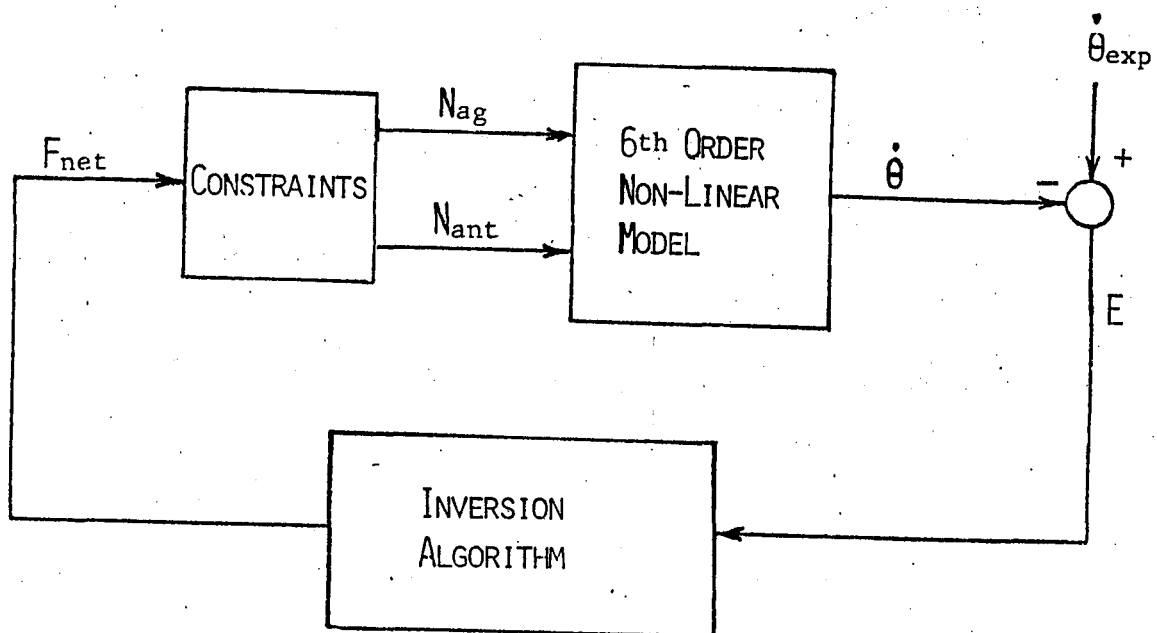 θ̇exp
Nag
6th ORDER
NON-LINEAR
MODEL
Fnet
CONSTRAINTS
θ̇
+
-
Nant
E
INVERSION
ALGORITHM